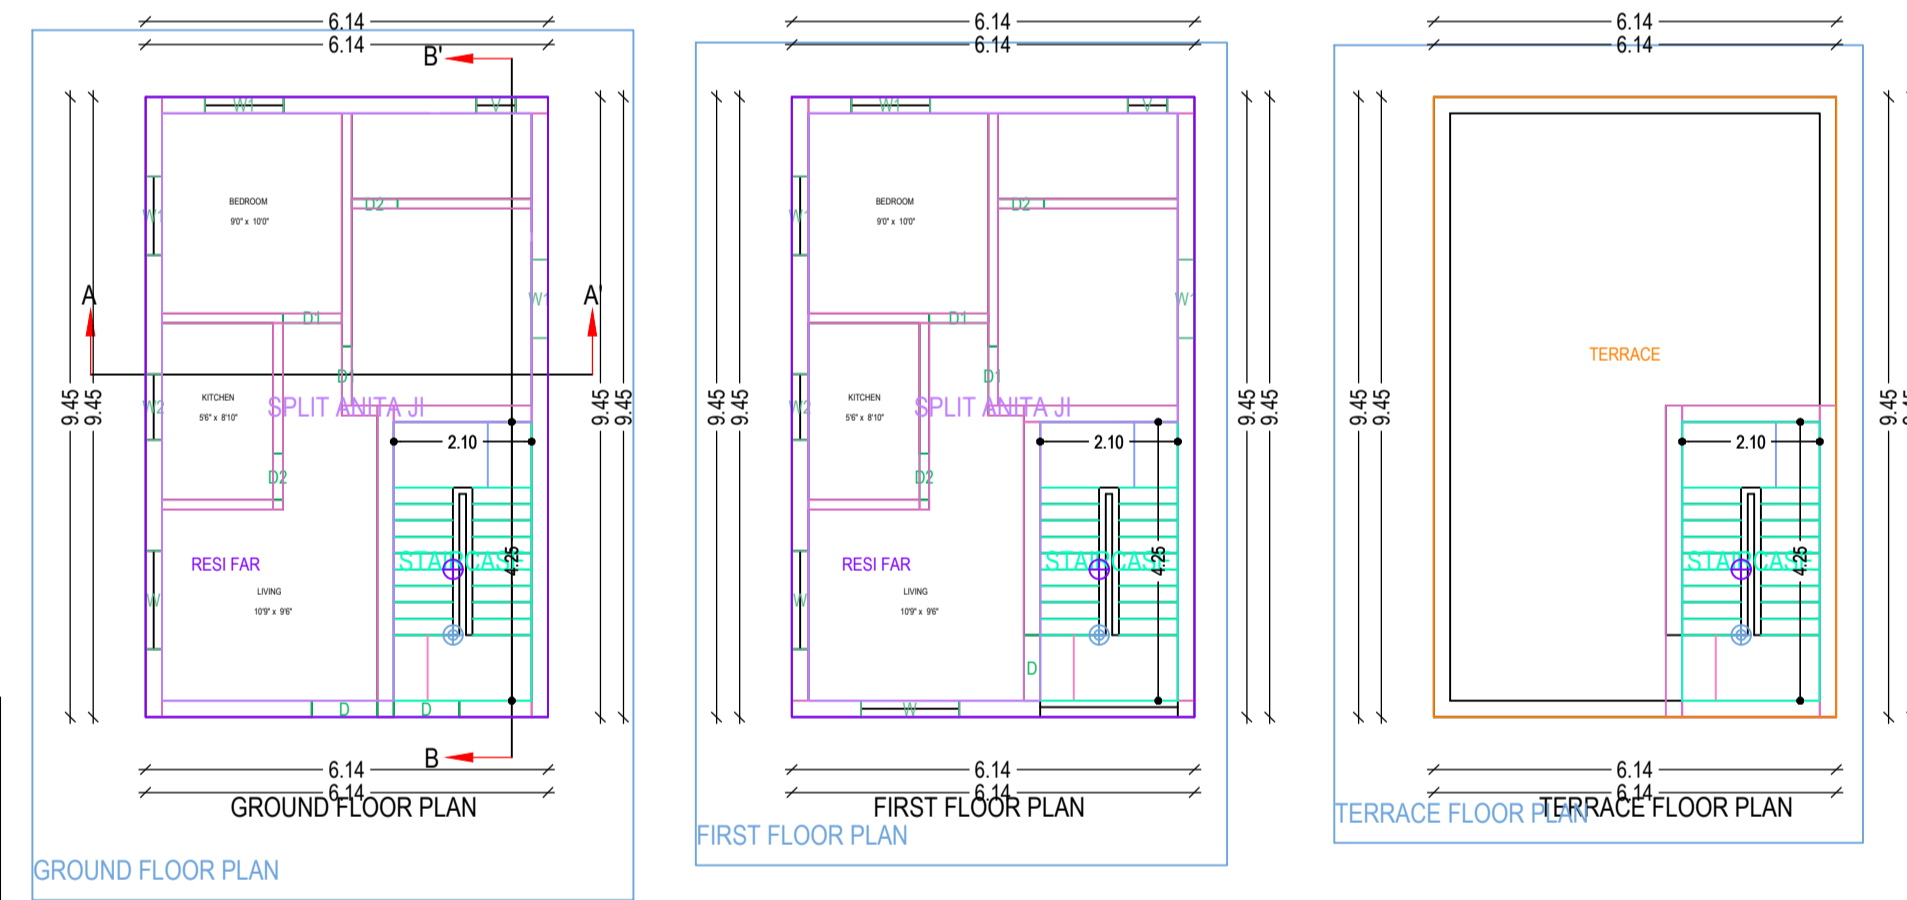 6.14
6.14
B'
W1
V
BEDROOM
9'0" x 10'0"
D2
W1
W1
A
A'
D1
D1
9.45
9.45
9.45
9.45
W2
KITCHEN
5'6" x 8'10"
SPLIT ANITA JI
2.10
D2
RESI FAR
STAIRCASE
4.25
LIVING
10'9" x 9'6"
W
D
D
B
6.14
6.14
GROUND FLOOR PLAN
GROUND FLOOR PLAN
6.14
6.14
W1
V
BEDROOM
9'0" x 10'0"
D2
W1
W1
D1
D1
9.45
9.45
9.45
9.45
W2
KITCHEN
5'6" x 8'10"
SPLIT ANITA JI
2.10
D2
RESI FAR
STAIRCASE
4.25
LIVING
10'9" x 9'6"
W
D
W
6.14
6.14
FIRST FLOOR PLAN
FIRST FLOOR PLAN
6.14
6.14
TERRACE
9.45
9.45
9.45
2.10
STAIRCASE
4.25
6.14
6.14
TERRACE FLOOR PLAN
TERRACE FLOOR PLAN